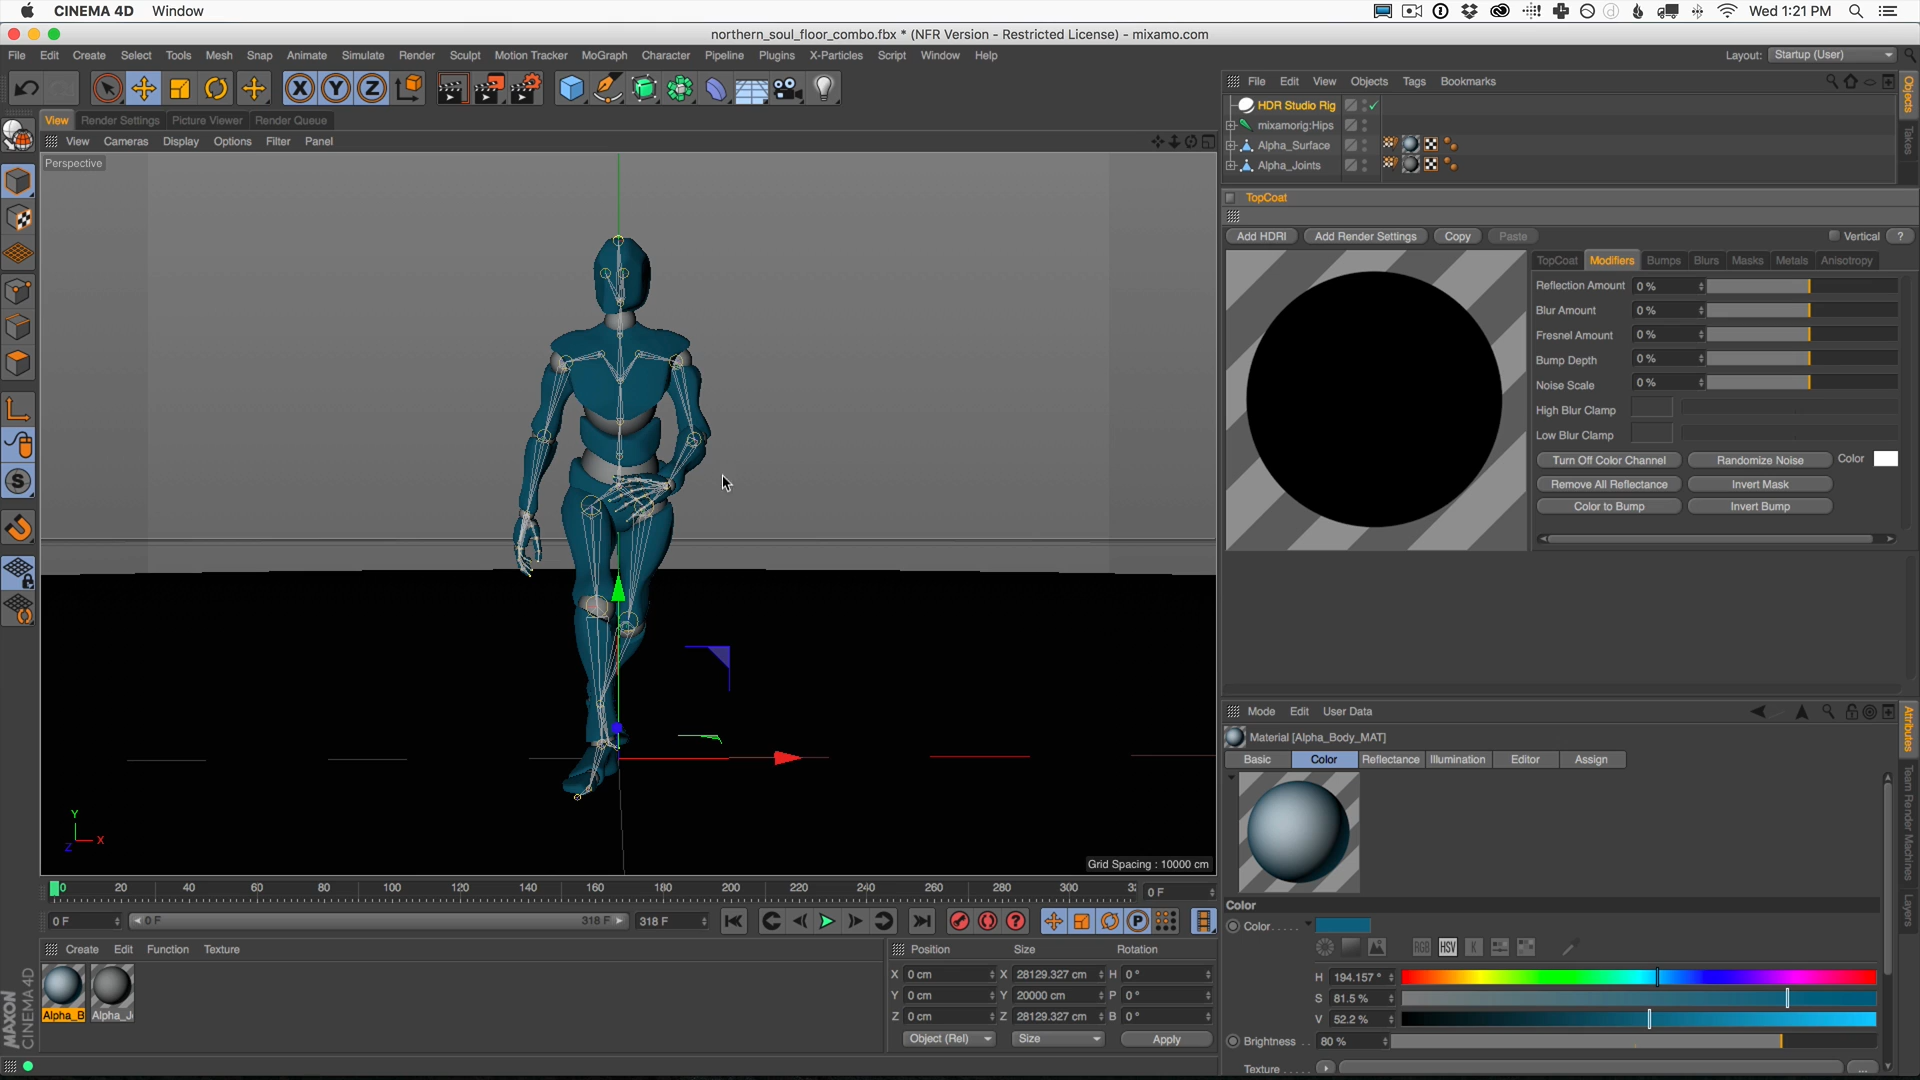 CINEMA 4D Window
Wed 1:21 PM
northern_soul_floor_combo.fbx * (NFR Version - Restricted License) - mixamo.com
File Edit Create Select Tools Mesh Snap Animate Simulate Render Sculpt Motion Tracker MoGraph Character Pipeline Plugins X-Particles Script Window Help
Layout: Startup (User)
X Y Z
File Edit View Objects Tags Bookmarks
HDR Studio Rig
mixamorig:Hips
Alpha_Surface
Alpha_Joints
Objects
Takes
View Render Settings Picture Viewer Render Queue
View Cameras Display Options Filter Panel
Perspective
TopCoat
Add HDRI Add Render Settings Copy Paste Vertical ?
TopCoat Modifiers Bumps Blurs Masks Metals Anisotropy
Reflection Amount 0 %
Blur Amount 0 %
Fresnel Amount 0 %
Bump Depth 0 %
Noise Scale 0 %
High Blur Clamp
Low Blur Clamp
Turn Off Color Channel Randomize Noise Color
Remove All Reflectance Invert Mask
Color to Bump Invert Bump
S
Y
X
Z
Grid Spacing : 10000 cm
0 20 40 60 80 100 120 140 160 180 200 220 240 260 280 300 0 F
0 F 0 F 318 F 318 F
P
Create Edit Function Texture
Alpha_B Alpha_J
MAXON
CINEMA 4D
Position Size Rotation
X 0 cm X 28129.327 cm H 0 °
Y 0 cm Y 20000 cm P 0 °
Z 0 cm Z 28129.327 cm B 0 °
Object (Rel) Size Apply
Mode Edit User Data
Material [Alpha_Body_MAT]
Basic Color Reflectance Illumination Editor Assign
Color
Color
RGB HSV K
H 194.157 °
S 81.5 %
V 52.2 %
Brightness 80 %
Texture
Attributes
Team Render Machines
Layers